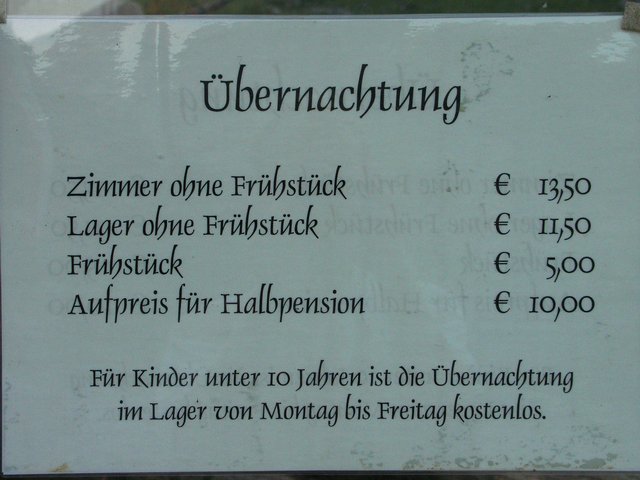 Übernachtung
Zimmer ohne Frühstück € 13,50
Lager ohne Frühstück € 11,50
Frühstück € 5,00
Aufpreis für Halbpension € 10,00
Für Kinder unter 10 Jahren ist die Übernachtung
im Lager von Montag bis Freitag kostenlos.